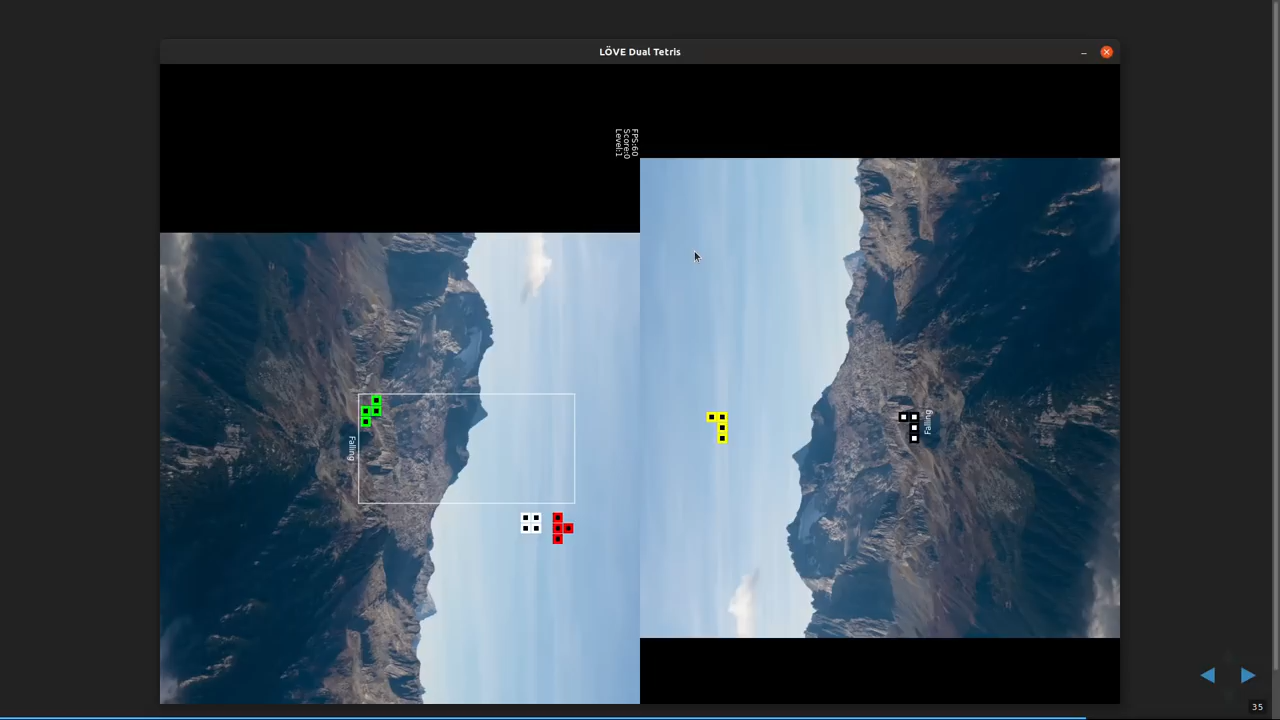 LÖVE Dual Tetris
FPS:60
Score:0
Level:1
Falling
Falling
35